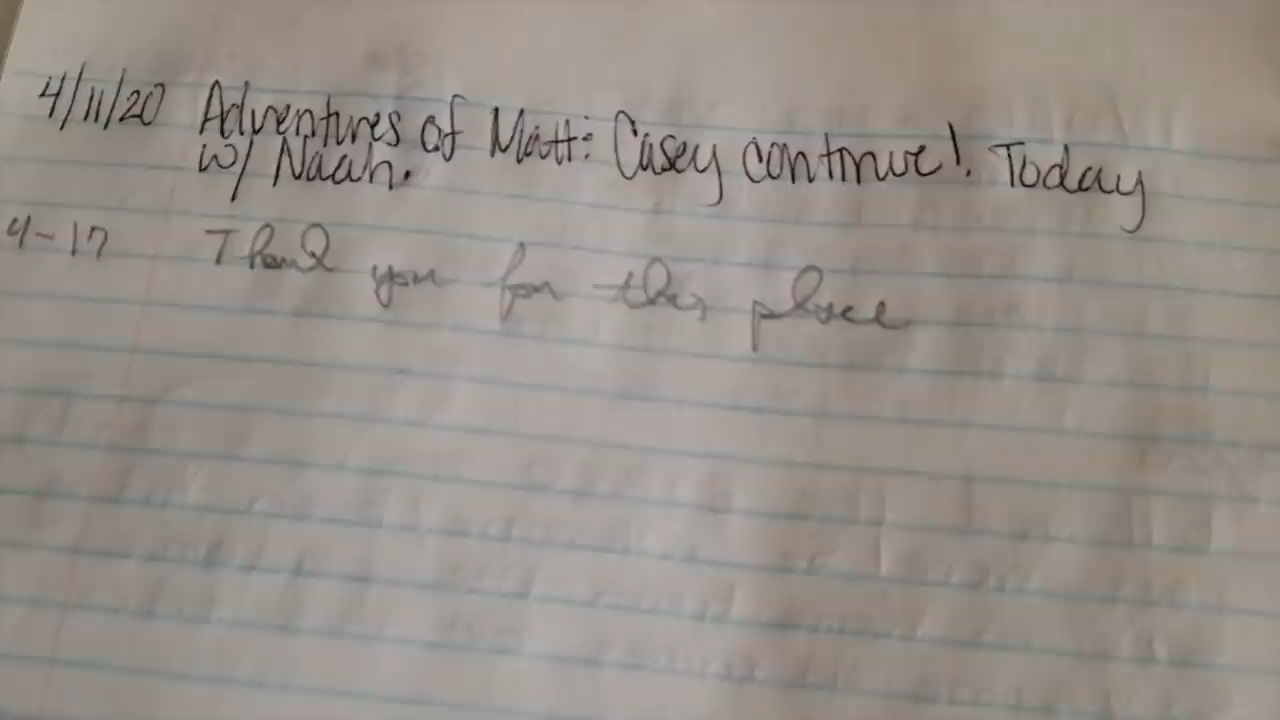 4/11/20 Adventures of Matt: Casey continue! Today
w/ Naah.
4-17 Thank you for this place